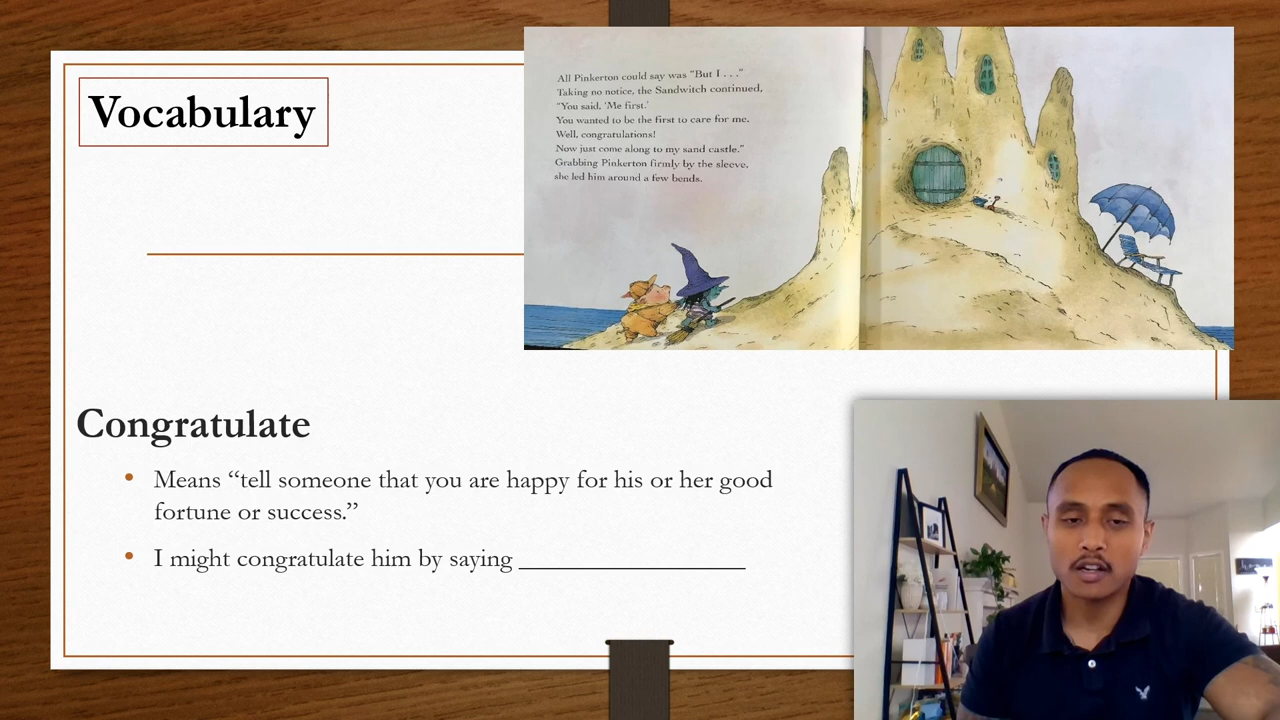 Vocabulary
All Pinkerton could say was "But I . . ."
Taking no notice, the Sandwitch continued,
"You said, 'Me first.'
You wanted to be the first to care for me.
Well, congratulations!
Now just come along to my sand castle."
Grabbing Pinkerton firmly by the sleeve,
she led him around a few bends.
Congratulate
• Means “tell someone that you are happy for his or her good
fortune or success.”
• I might congratulate him by saying _________________